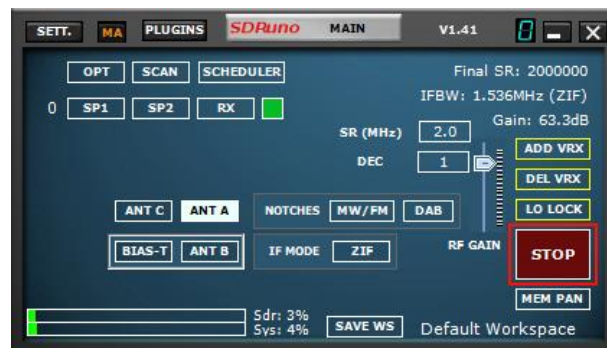 SETT. MA PLUGINS SDRuno MAIN V1.41 0
OPT SCAN SCHEDULER Final SR: 2000000
IFBW: 1.536MHz (ZIF)
0 SP1 SP2 RX Gain: 63.3dB
SR (MHz) 2.0
DEC 1 ADD VRX
DEL VRX
ANT C ANT A NOTCHES MW/FM DAB LO LOCK
BIAS-T ANT B IF MODE ZIF RF GAIN STOP
MEM PAN
Sdr: 3%
Sys: 4% SAVE WS Default Workspace